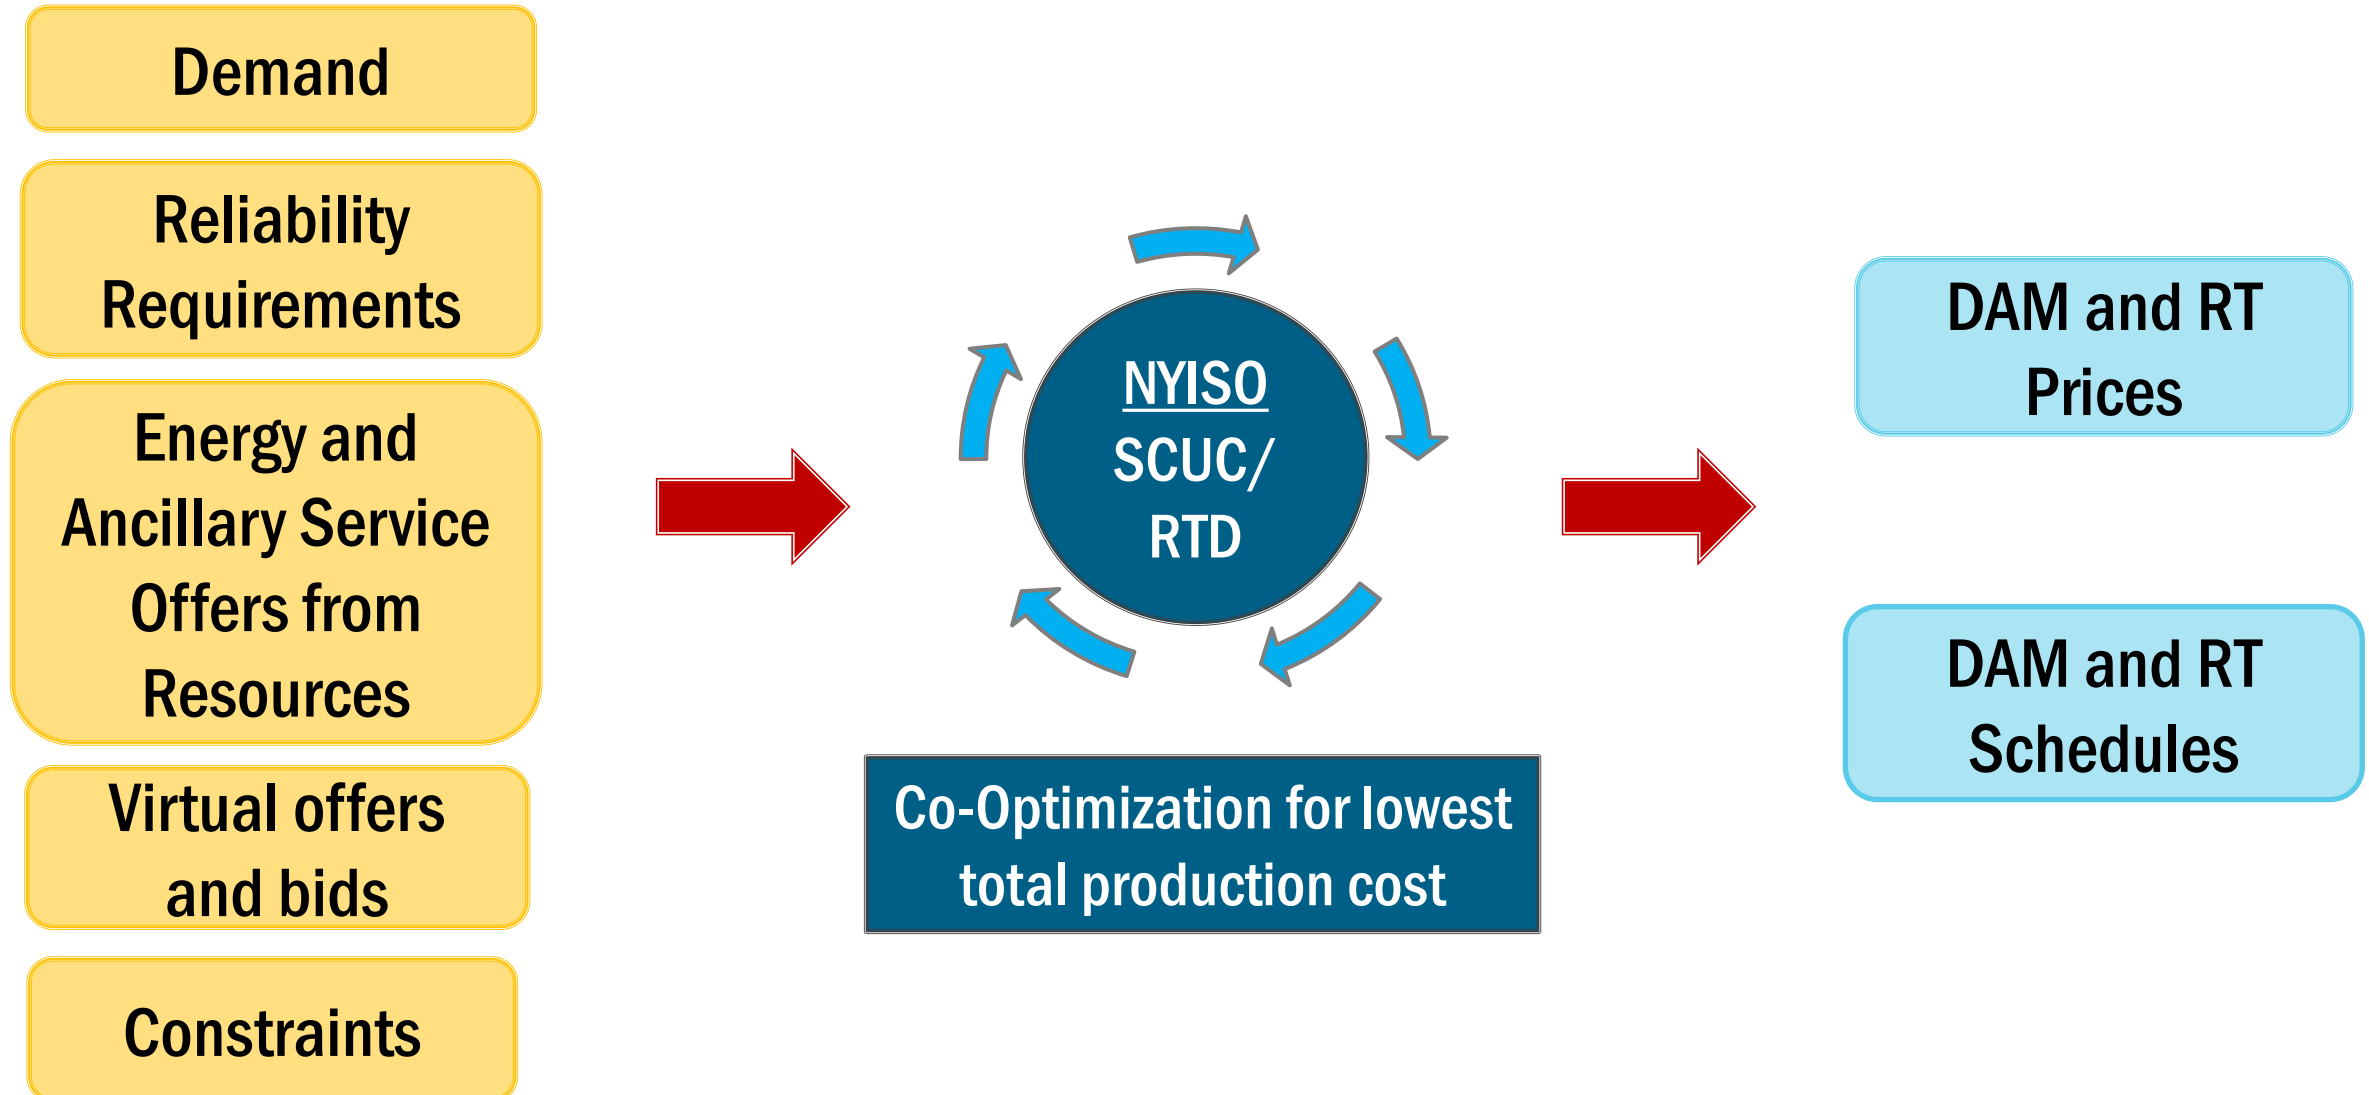 Demand
Reliability
Requirements
Energy and
Ancillary Service
Offers from
Resources
Virtual offers
and bids
Constraints
NYISO
SCUC/
RTD
Co-Optimization for lowest
total production cost
DAM and RT
Prices
DAM and RT
Schedules